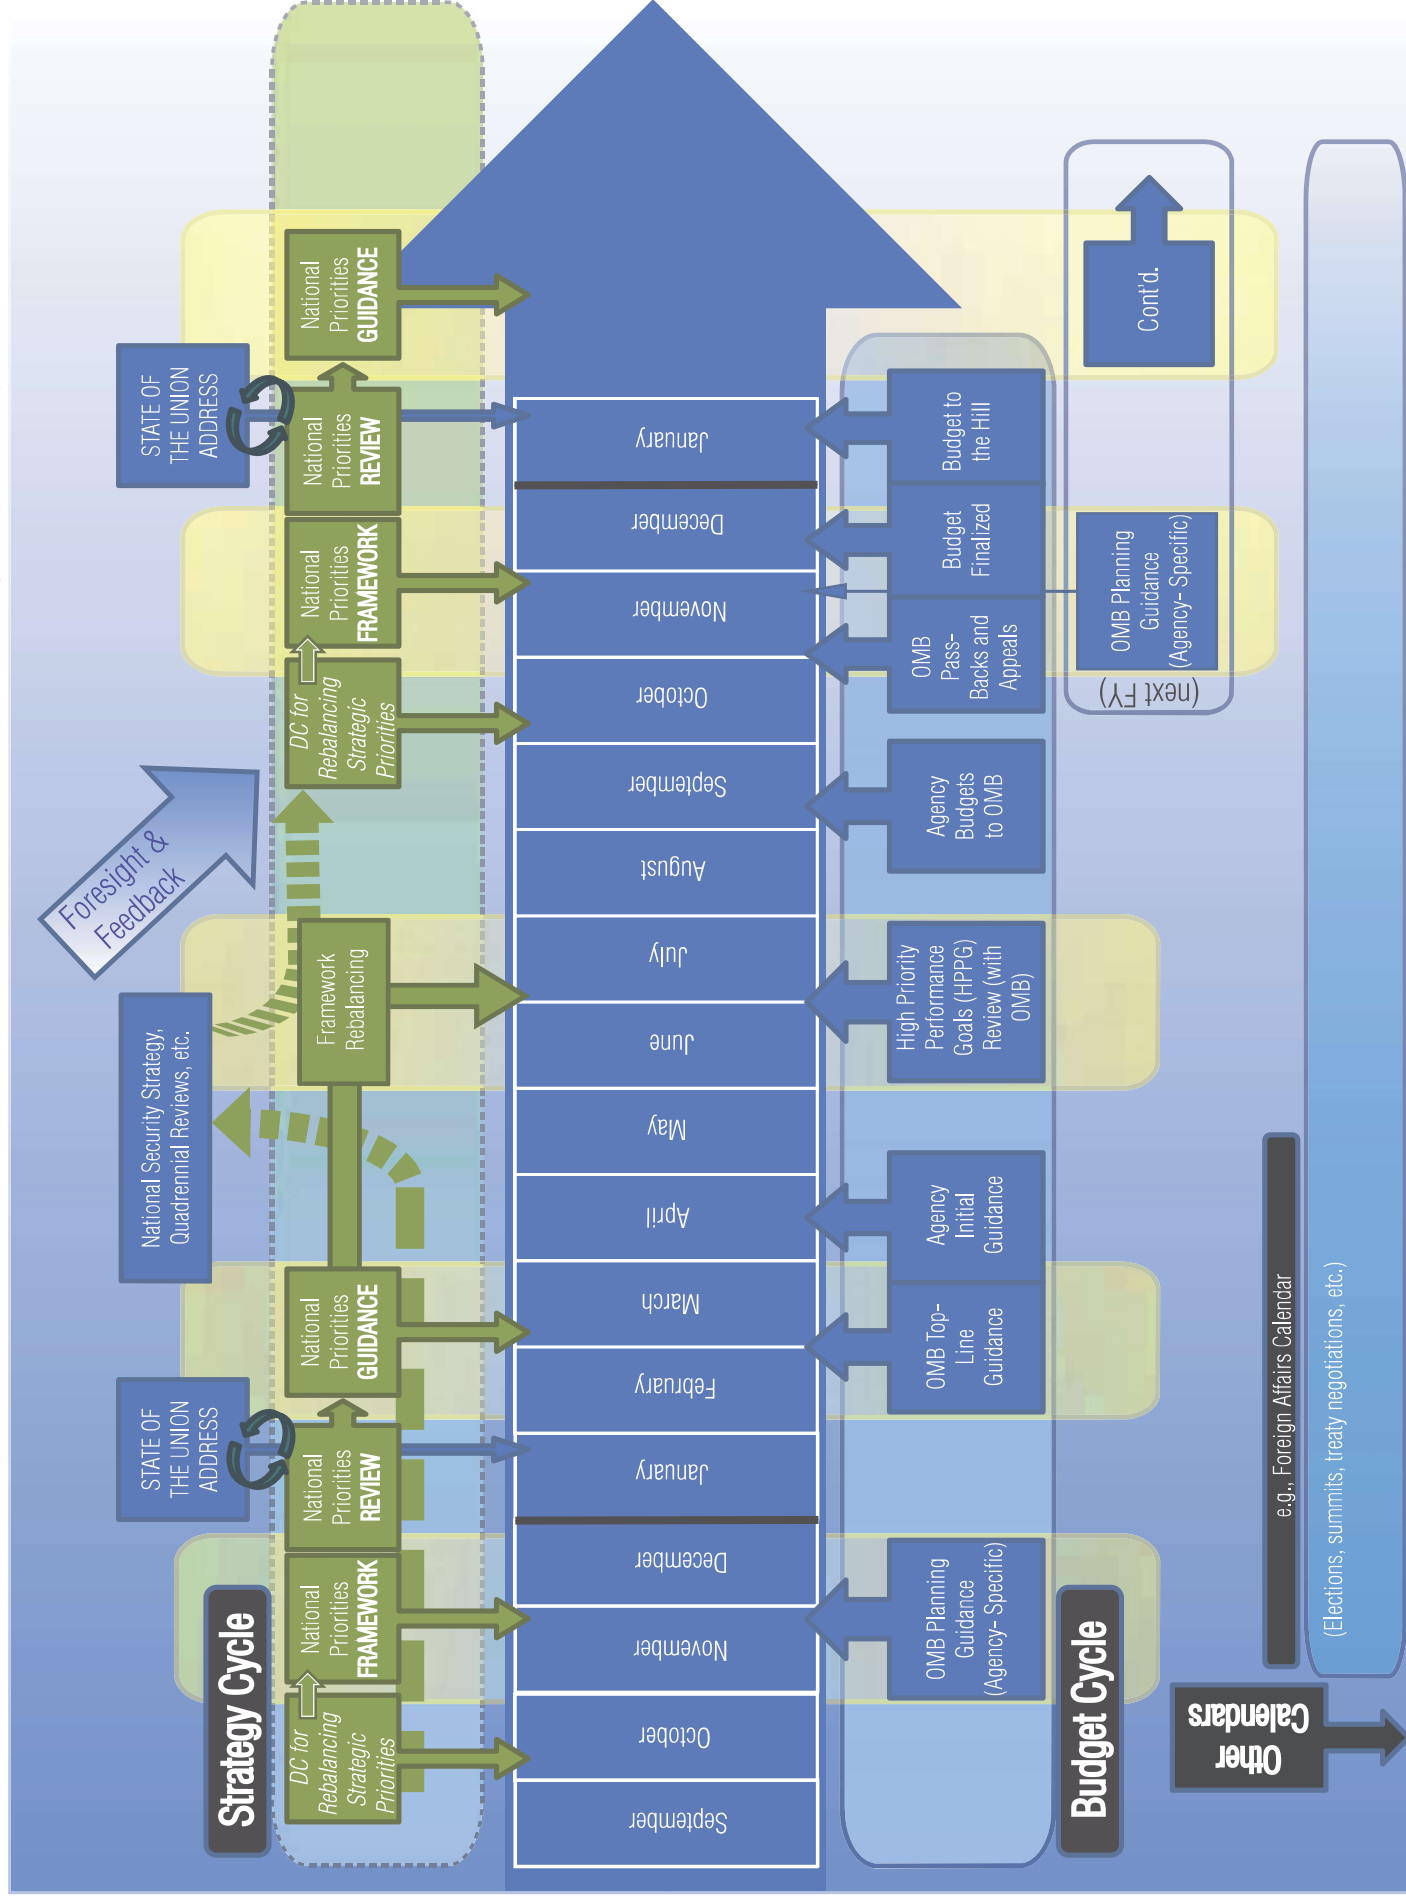 Strategy Cycle
STATE OF
THE UNION
ADDRESS
National Security Strategy,
Quadrennial Reviews, etc.
Foresight &
Feedback
STATE OF
THE UNION
ADDRESS
DC for
Rebalancing
Strategic
Priorities
National
Priorities
FRAMEWORK
National
Priorities
REVIEW
National
Priorities
GUIDANCE
Framework
Rebalancing
DC for
Rebalancing
Strategic
Priorities
National
Priorities
FRAMEWORK
National
Priorities
REVIEW
National
Priorities
GUIDANCE
September
October
November
December
January
February
March
April
May
June
July
August
September
October
November
December
January
OMB Planning
Guidance
(Agency- Specific)
OMB Top-
Line
Guidance
Agency
Initial
Guidance
High Priority
Performance
Goals (HPPG)
Review (with
OMB)
Agency
Budgets
to OMB
OMB
Pass-
Backs and
Appeals
Budget
Finalized
Budget to
the Hill
Budget Cycle
(next FY)
OMB Planning
Guidance
(Agency- Specific)
Cont'd.
Other
Calendars
e.g., Foreign Affairs Calendar
(Elections, summits, treaty negotiations, etc.)